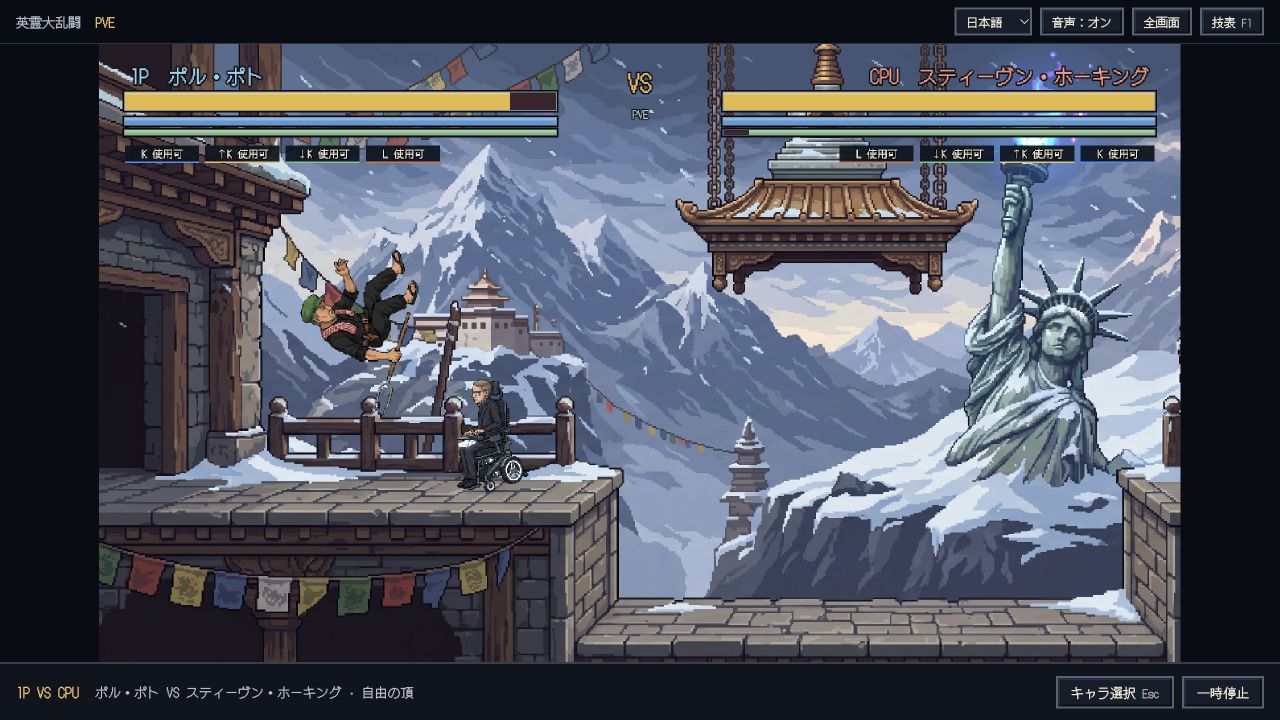 英霊大乱闘 PVE
日本語
音声：オン
全画面
技表 F1
1P ポル・ポト
VS
PVE
CPU スティーヴン・ホーキング
K 使用可
↑K 使用可
↓K 使用可
L 使用可
L 使用可
↓K 使用可
↑K 使用可
K 使用可
1P VS CPU ポル・ポト VS スティーヴン・ホーキング · 自由の頂
キャラ選択 Esc
一時停止